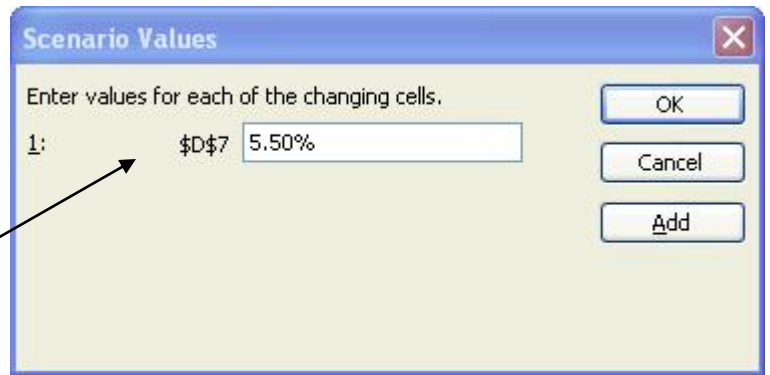 Scenario Values
Enter values for each of the changing cells.
1: $D$7 5.50%
OK
Cancel
Add